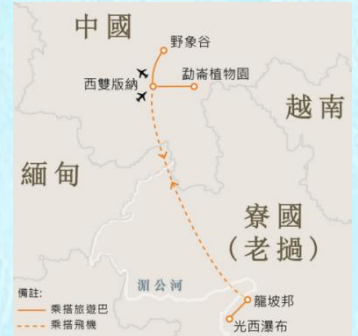 中國
野象谷
西雙版納
勐崙植物園
越南
緬甸
寮國
（老撾）
湄公河
龍坡邦
光西瀑布
備註:
乘搭旅遊巴
乘搭飛機